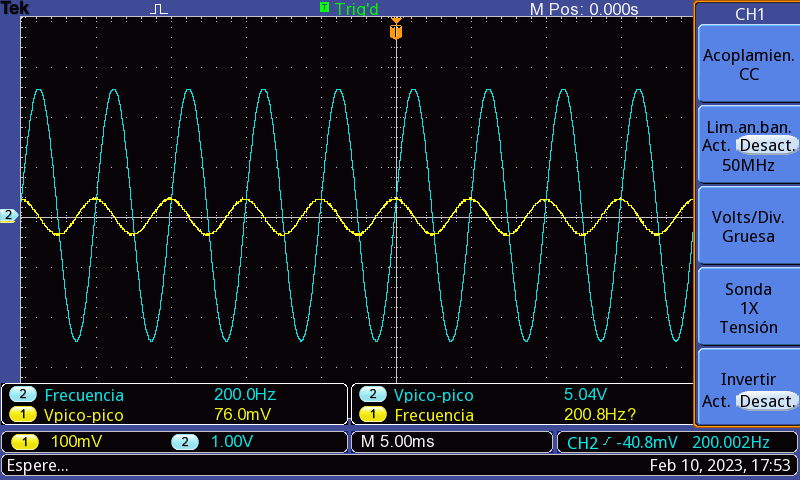 Tek T Trig'd M Pos: 0.000s CH1
T
Acoplamien.
CC
Lim.an.ban.
Act. Desact.
50MHz
2
Volts/Div.
Gruesa
Sonda
1X
Tensión
Invertir
Act. Desact.
2 Frecuencia 200.0Hz 2 Vpico-pico 5.04V
1 Vpico-pico 76.0mV 1 Frecuencia 200.8Hz?
1 100mV 2 1.00V M 5.00ms CH2 -40.8mV 200.002Hz
Espere... Feb 10, 2023, 17:53